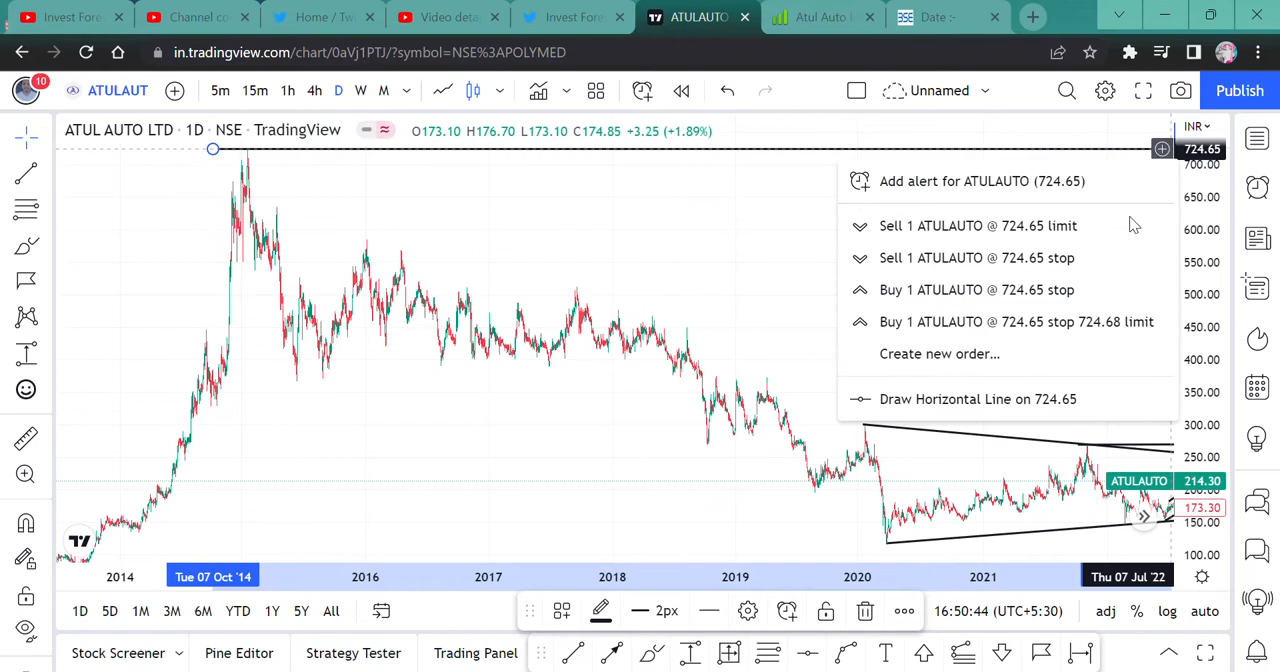 Invest Fore
Channel co
Home / Tw
Video deta
Invest Fore
ATULAUTO
Atul Auto
BSE
Date :-
in.tradingview.com/chart/0aVj1PTJ/?symbol=NSE%3APOLYMED
10
ATULAUT
5m 15m 1h 4h D W M
Unnamed
Publish
ATUL AUTO LTD · 1D · NSE · TradingView
O173.10 H176.70 L173.10 C174.85 +3.25 (+1.89%)
INR
724.65
700.00
Add alert for ATULAUTO (724.65)
650.00
Sell 1 ATULAUTO @ 724.65 limit
600.00
Sell 1 ATULAUTO @ 724.65 stop
550.00
Buy 1 ATULAUTO @ 724.65 stop
500.00
Buy 1 ATULAUTO @ 724.65 stop 724.68 limit
450.00
Create new order...
400.00
Draw Horizontal Line on 724.65
350.00
300.00
250.00
ATULAUTO 214.30
200.00
173.30
150.00
100.00
2014 Tue 07 Oct '14 2016 2017 2018 2019 2020 2021 Thu 07 Jul '22
1D 5D 1M 3M 6M YTD 1Y 5Y All
2px
16:50:44 (UTC+5:30)
adj % log auto
Stock Screener
Pine Editor
Strategy Tester
Trading Panel
T